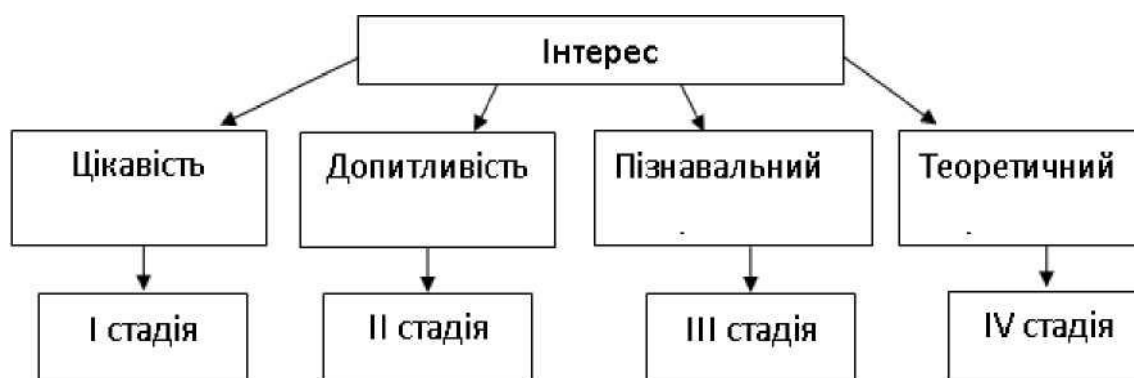 Інтерес
Цікавість
Допитливість
Пізнавальний
Теоретичний
І стадія
ІІ стадія
ІІІ стадія
IV стадія